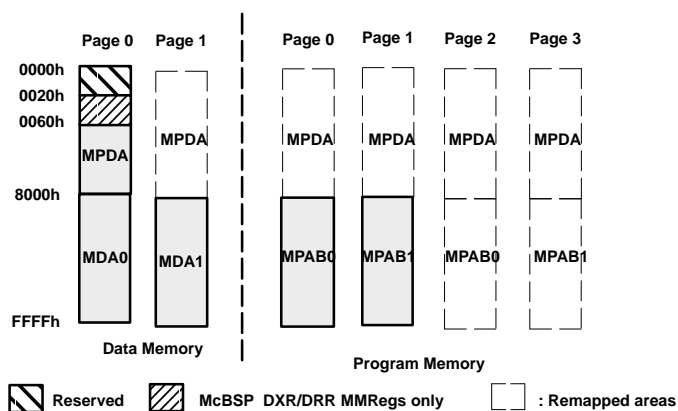 Page 0 Page 1 Page 0 Page 1 Page 2 Page 3
0000h
0020h
0060h
MPDA MPDA MPDA MPDA MPDA MPDA
8000h
MDA0 MDA1 MPAB0 MPAB1 MPAB0 MPAB1
FFFFh
Data Memory
Program Memory
Reserved McBSP DXR/DRR MMRegs only : Remapped areas